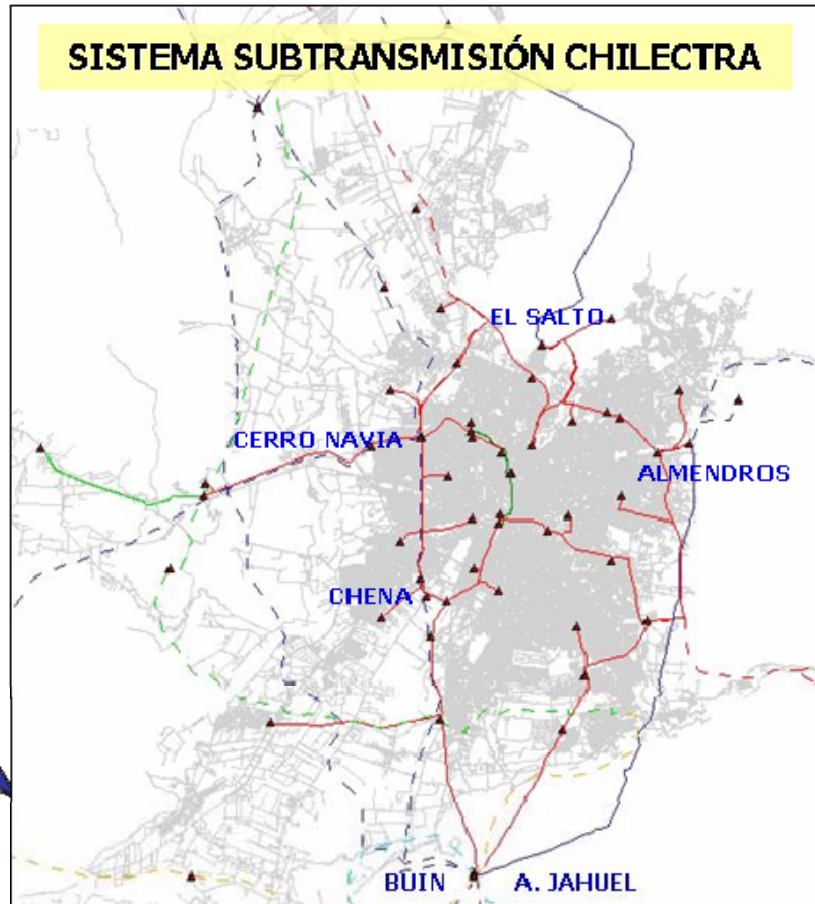 SISTEMA SUBTRANSMISIÓN CHILECTRA
EL SALTO
CERRO NAVIA
ALMENDROS
CHENA
BUIN
A. JAHUEL